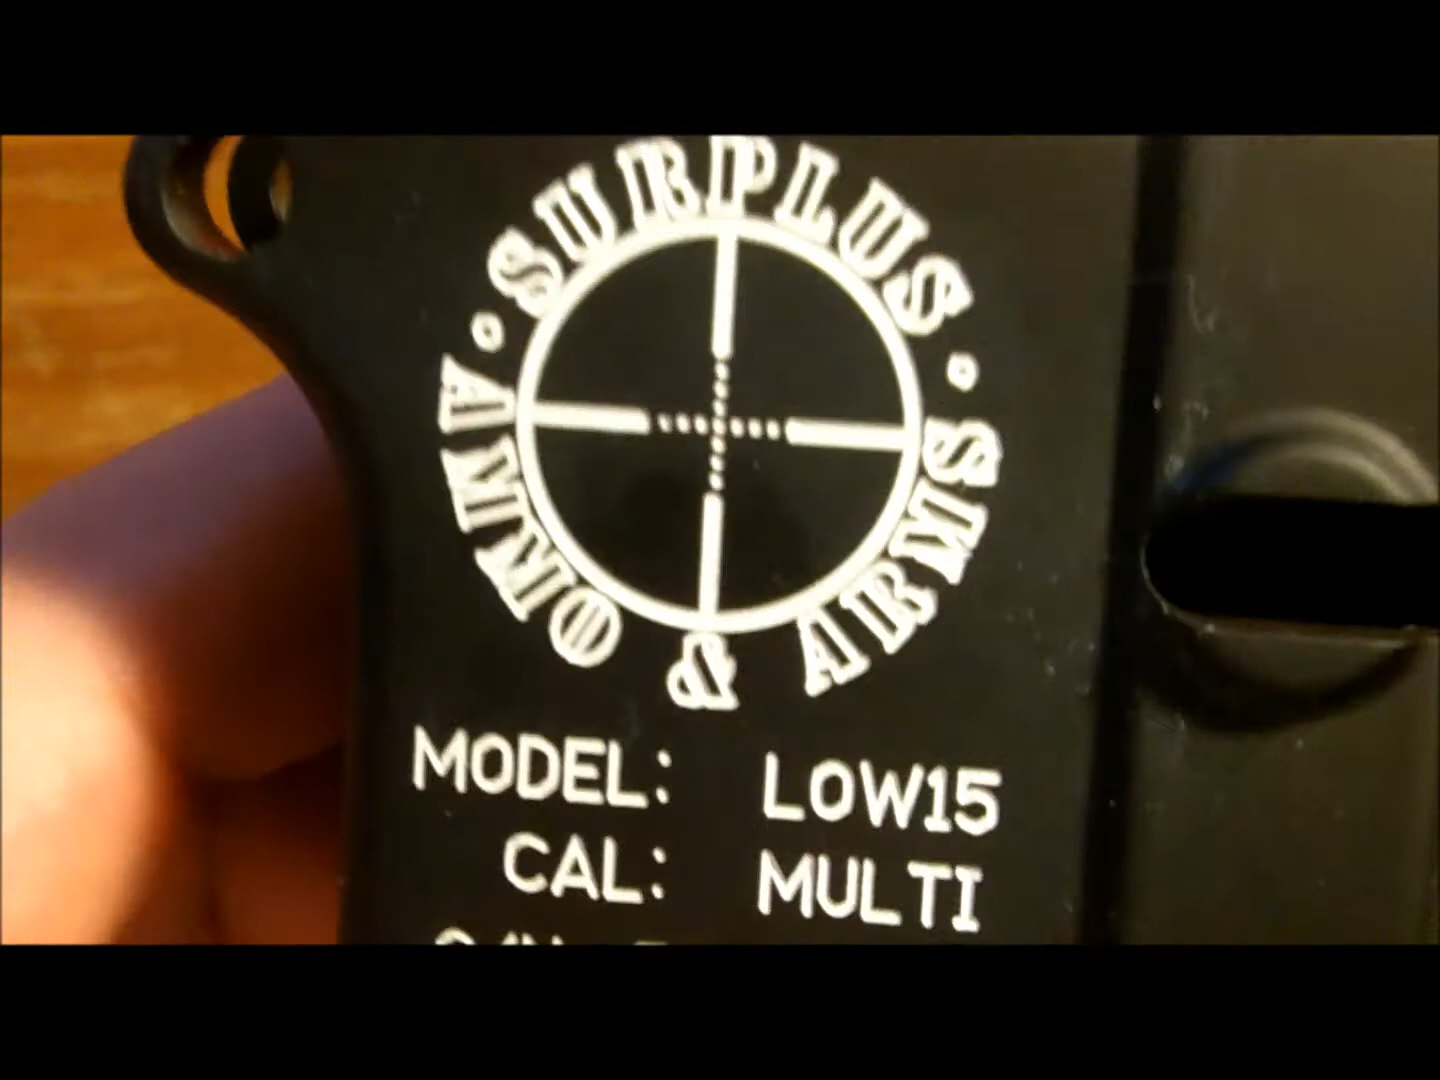 · SURPLUS ·
AMMO & ARMS
MODEL: LOW15
CAL: MULTI